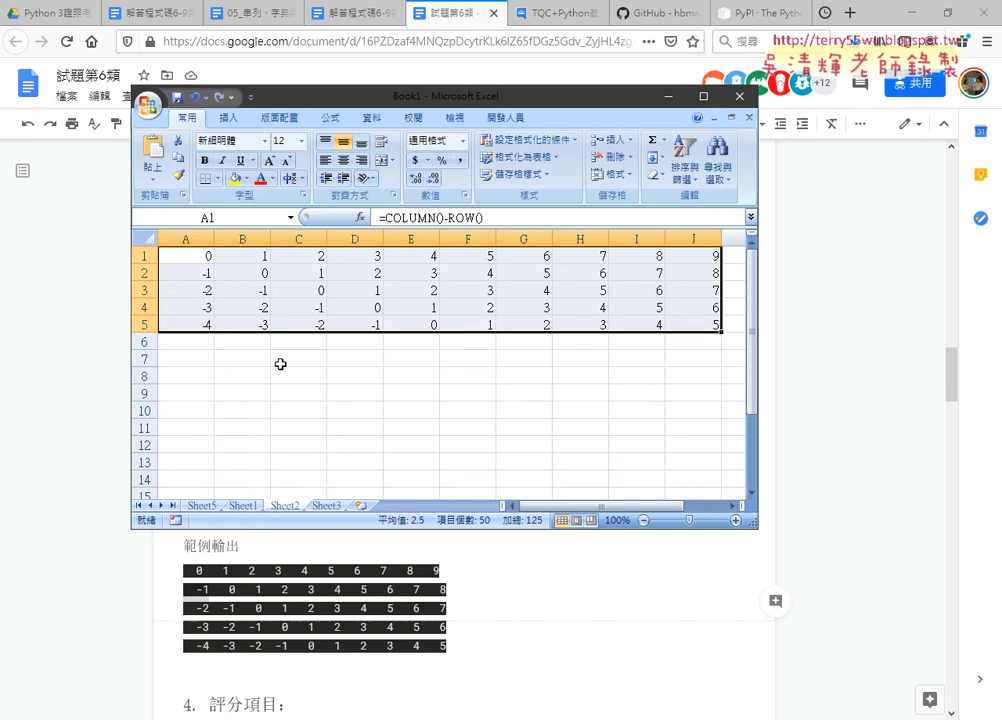 Python 3證照考
解答程式碼6-9
05_串列、字典佮
解答程式碼6-9
試題第6類
TQC+Python基
GitHub - hbma
PyPI · The Pyth
https://docs.google.com/document/d/16PZDzaf4MNQzpDcytrKLk6lZ65fDGz5Gdv_ZyjHL4zg
搜尋
http://terry55wu.blogspot.tw
吳清輝老師錄製
試題第6類
檔案 編輯
+12
共用
Book1 - Microsoft Excel
常用 插入 版面配置 公式 資料 校閱 檢視 開發人員
貼上
新細明體 12
通用格式
設定格式化的條件
格式化為表格
儲存格樣式
插入
刪除
格式
排序與篩選
尋找與選取
剪貼簿 字型 對齊方式 數值 樣式 儲存格 編輯
A1 fx =COLUMN()-ROW()
A B C D E F G H I J
1 0 1 2 3 4 5 6 7 8 9
2 -1 0 1 2 3 4 5 6 7 8
3 -2 -1 0 1 2 3 4 5 6 7
4 -3 -2 -1 0 1 2 3 4 5 6
5 -4 -3 -2 -1 0 1 2 3 4 5
6
7
8
9
10
11
12
13
14
15
Sheet5 Sheet1 Sheet2 Sheet3
就緒 平均值: 2.5 項目個數: 50 加總: 125 100%
範例輸出
0 1 2 3 4 5 6 7 8 9
-1 0 1 2 3 4 5 6 7 8
-2 -1 0 1 2 3 4 5 6 7
-3 -2 -1 0 1 2 3 4 5 6
-4 -3 -2 -1 0 1 2 3 4 5
4. 評分項目: